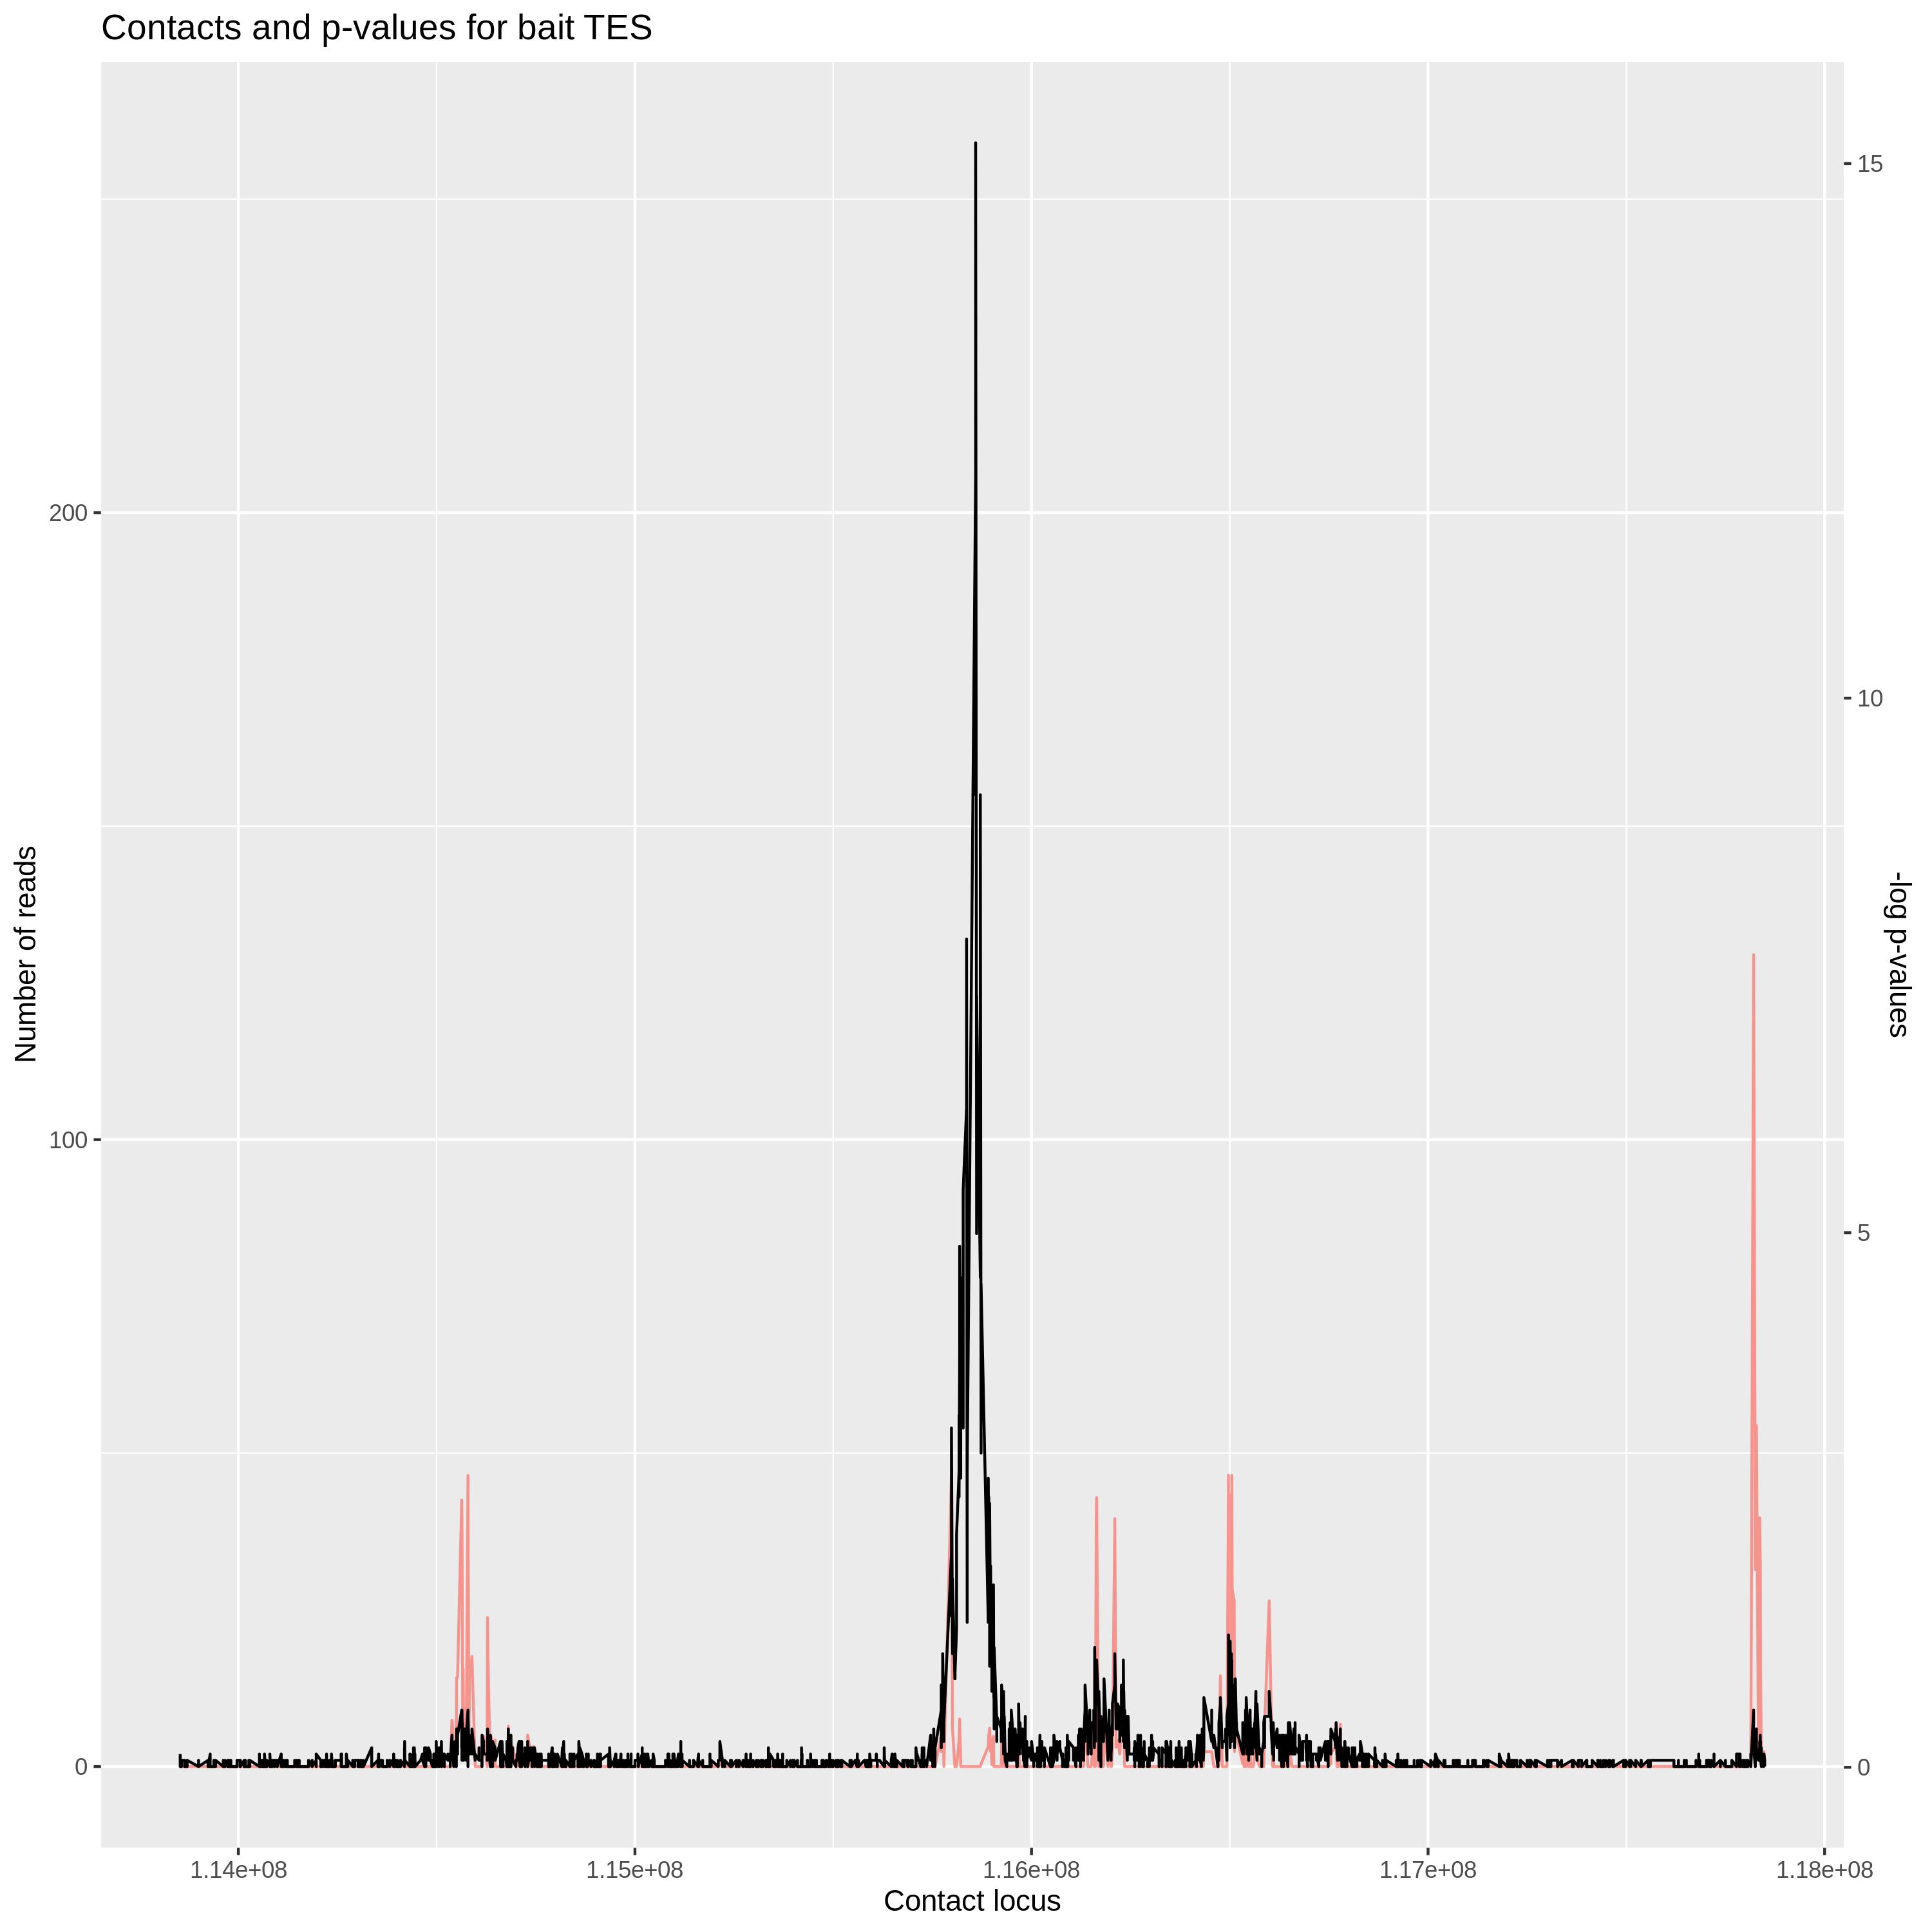 Contacts and p-values for bait TES
15
200
10
Number of reads
-log p-values
100
5
0
0
1.14e+08
1.15e+08
1.16e+08
1.17e+08
1.18e+08
Contact locus